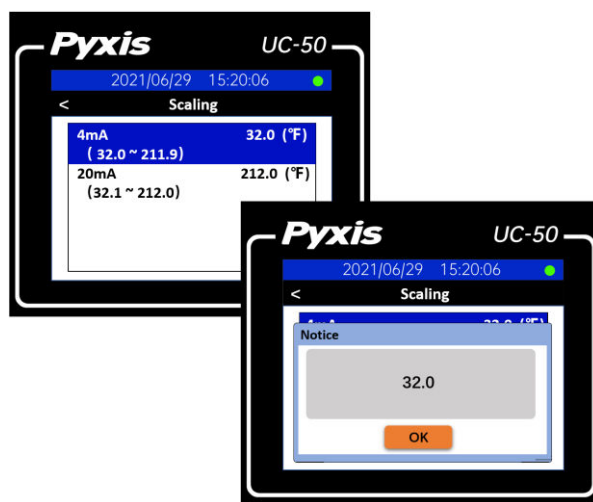 Pyxis UC-50
2021/06/29 15:20:06
< Scaling
4mA 32.0 (°F)
( 32.0 ~ 211.9)
20mA 212.0 (°F)
(32.1 ~ 212.0)
Pyxis UC-50
2021/06/29 15:20:06
< Scaling
Notice
32.0
OK